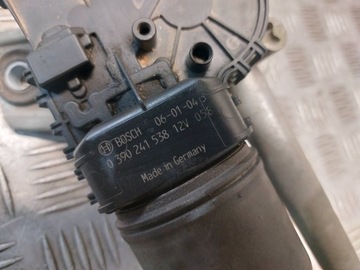 BOSCH 06-01-04
0 390 241 538 12V
Made in Germany